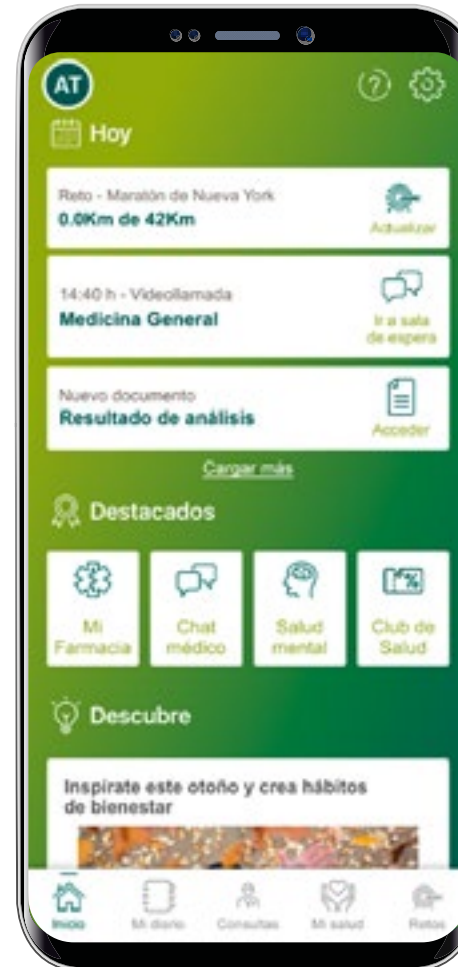 AT
Hoy
Reto - Maratón de Nueva York
0.0Km de 42Km
Actualizar
14:40 h - Videollamada
Medicina General
Ir a sala
de espera
Nuevo documento
Resultado de análisis
Acceder
Cargar más
Destacados
Mi
Farmacia
Chat
médico
Salud
mental
Club de
Salud
Descubre
Inspírate este otoño y crea hábitos
de bienestar
Inicio
Mi diario
Consultas
Mi salud
Retos